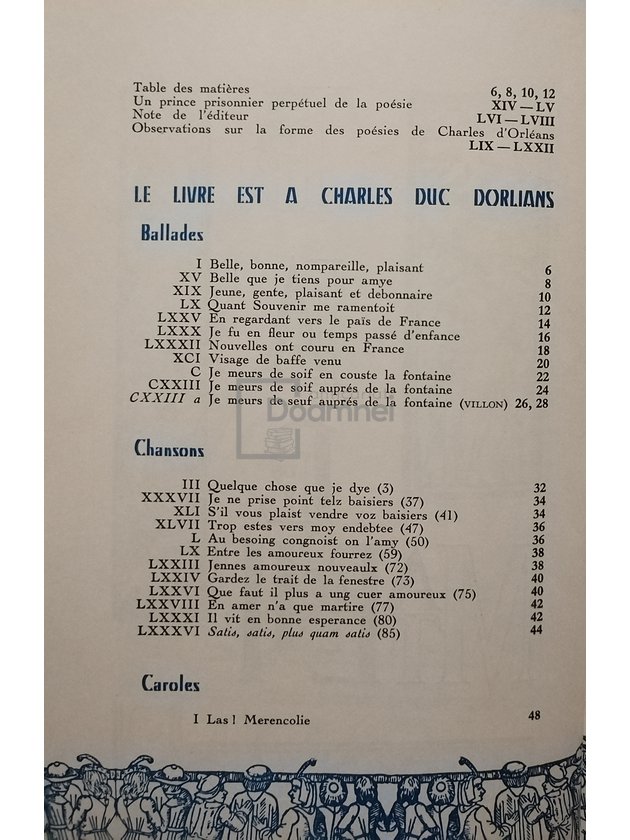 Table des matières 6, 8, 10, 12
Un prince prisonnier perpétuel de la poésie XIV — LV
Note de l'éditeur LVI — LVIII
Observations sur la forme des poésies de Charles d'Orléans
LIX — LXXII
LE LIVRE EST A CHARLES DUC DORLIANS
Ballades
I Belle, bonne, nompareille, plaisant 6
XV Belle que je tiens pour amye 8
XIX Jeune, gente, plaisant et debonnaire 10
LX Quant Souvenir me ramentoit 12
LXXV En regardant vers le païs de France 14
LXXX Je fu en fleur ou temps passé d'enfance 16
LXXXII Nouvelles ont couru en France 18
XCI Visage de baffe venu 20
C Je meurs de soif en couste la fontaine 22
CXXIII Je meurs de soif auprés de la fontaine 24
CXXIII a Je meurs de seuf auprés de la fontaine (VILLON) 26, 28
Doamnei
Chansons
III Quelque chose que je dye (3) 32
XXXVII Je ne prise point telz baisiers (37) 34
XLI S'il vous plaist vendre voz baisiers (41) 34
XLVII Trop estes vers moy endebtee (47) 36
L Au besoing congnoist on l'amy (50) 36
LX Entre les amoureux fourrez (59) 38
LXXIII Jennes amoureux nouveaulx (72) 38
LXXIV Gardez le trait de la fenestre (73) 40
LXXVI Que faut il plus a ung cuer amoureux (75) 40
LXXVIII En amer n'a que martire (77) 42
LXXXI Il vit en bonne esperance (80) 42
LXXXVI Satis, satis, plus quam satis (85) 44
Caroles
I Las ! Merencolie 48